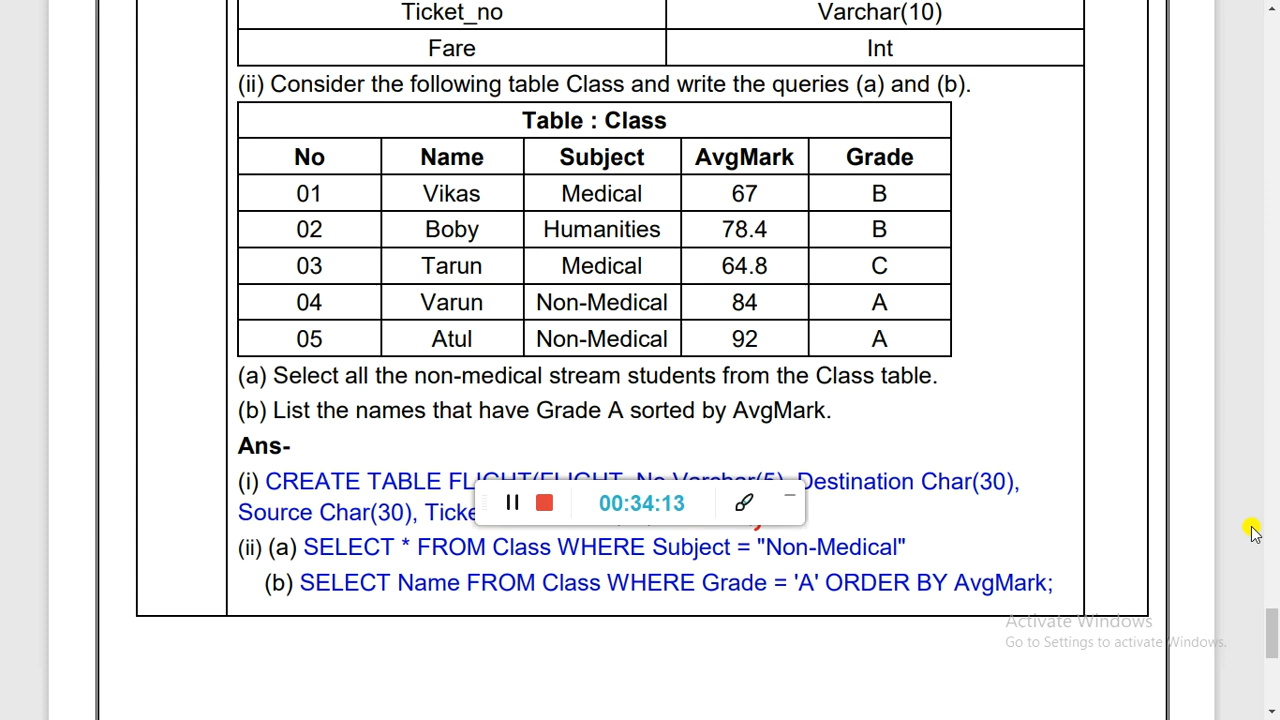 Ticket_no Varchar(10)
Fare Int
(ii) Consider the following table Class and write the queries (a) and (b).
Table : Class
No Name Subject AvgMark Grade
01 Vikas Medical 67 B
02 Boby Humanities 78.4 B
03 Tarun Medical 64.8 C
04 Varun Non-Medical 84 A
05 Atul Non-Medical 92 A
(a) Select all the non-medical stream students from the Class table.
(b) List the names that have Grade A sorted by AvgMark.
Ans-
(i) CREATE TABLE FLIGHT(FLIGHT_No Varchar(5), Destination Char(30),
Source Char(30),
00:34:13
(ii) (a) SELECT * FROM Class WHERE Subject = "Non-Medical"
(b) SELECT Name FROM Class WHERE Grade = 'A' ORDER BY AvgMark;
Activate Windows
Go to Settings to activate Windows.